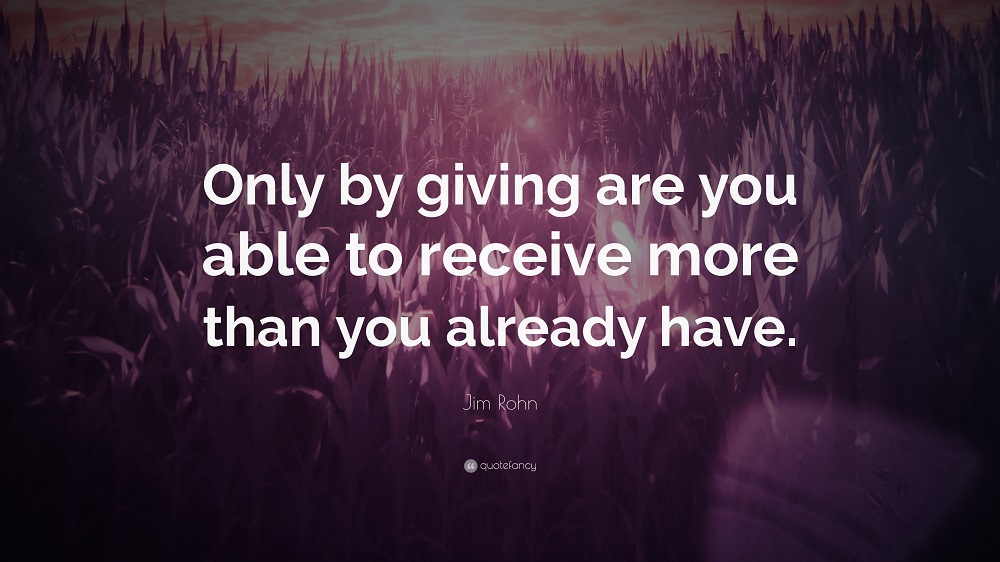 Only by giving are you
able to receive more
than you already have.
Jim Rohn
quotefancy